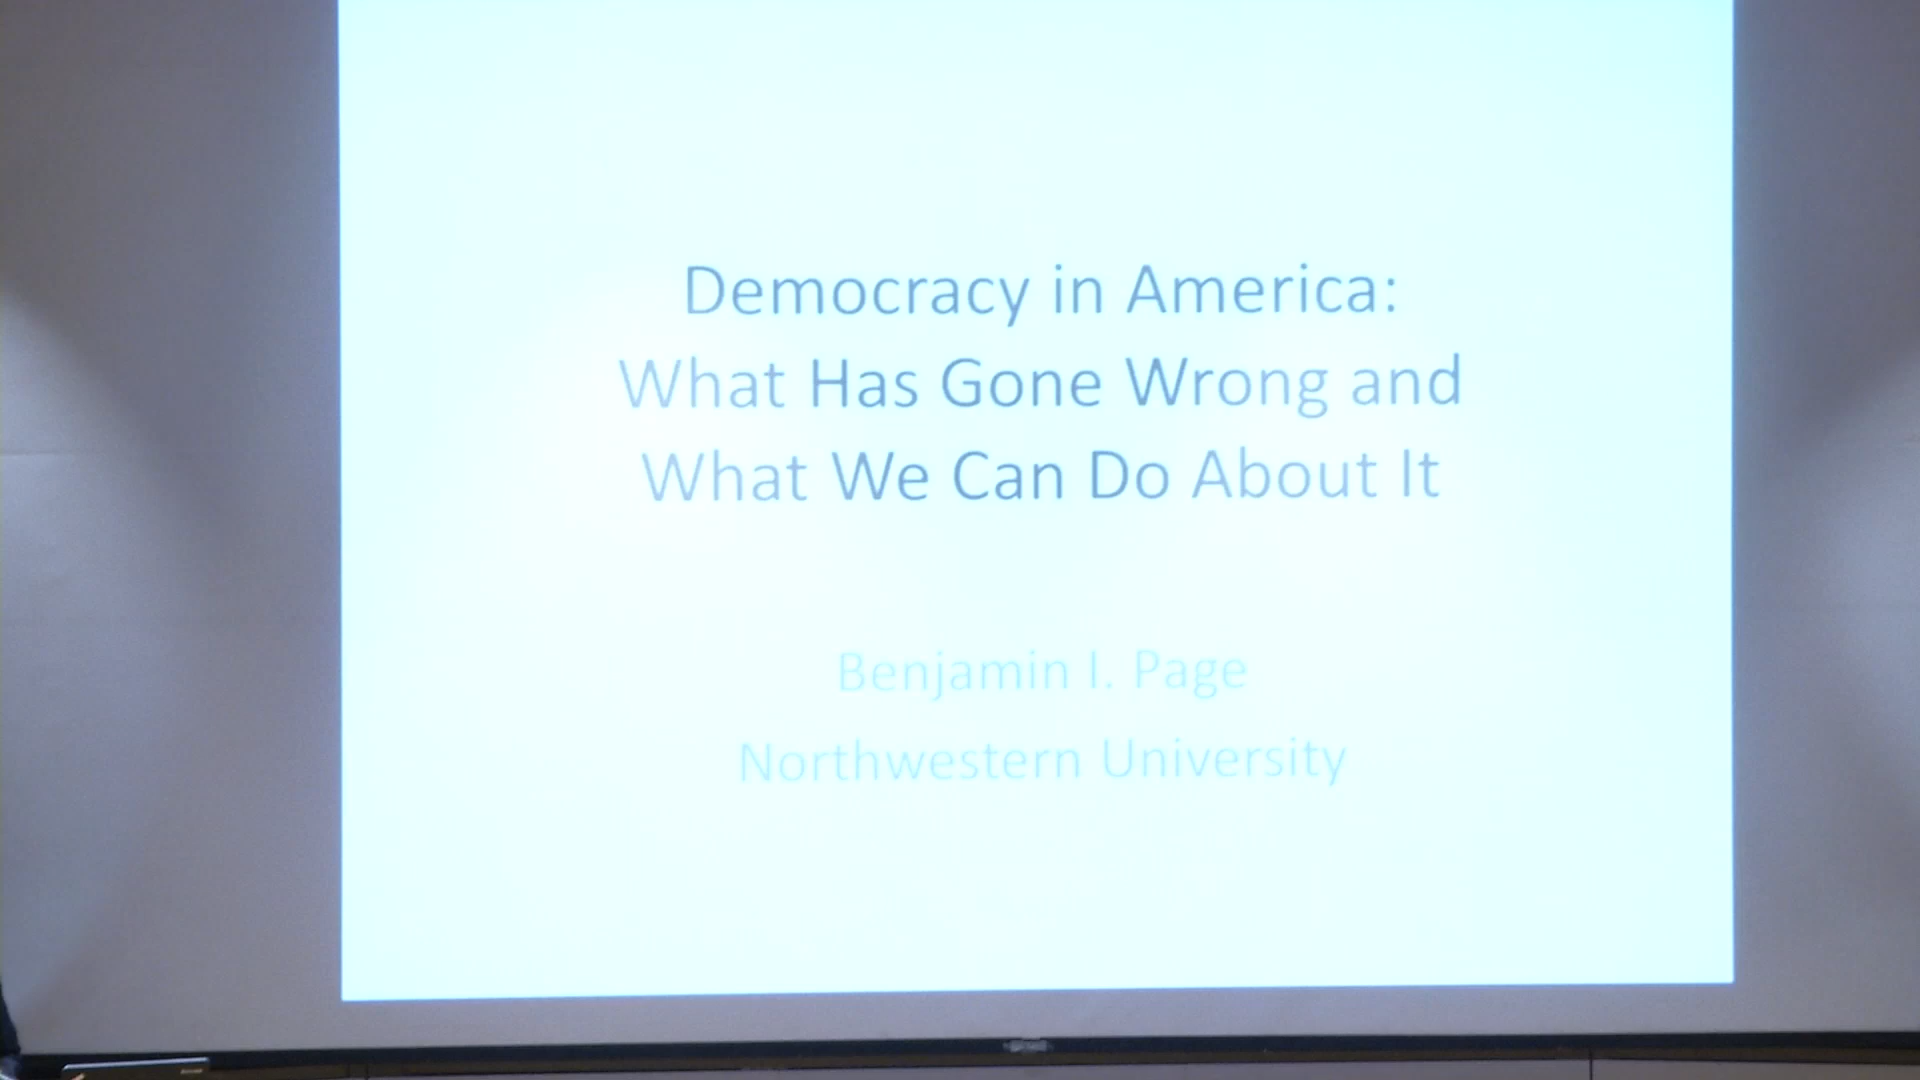 Democracy in America:
What Has Gone Wrong and
What We Can Do About It
Benjamin I. Page
Northwestern University